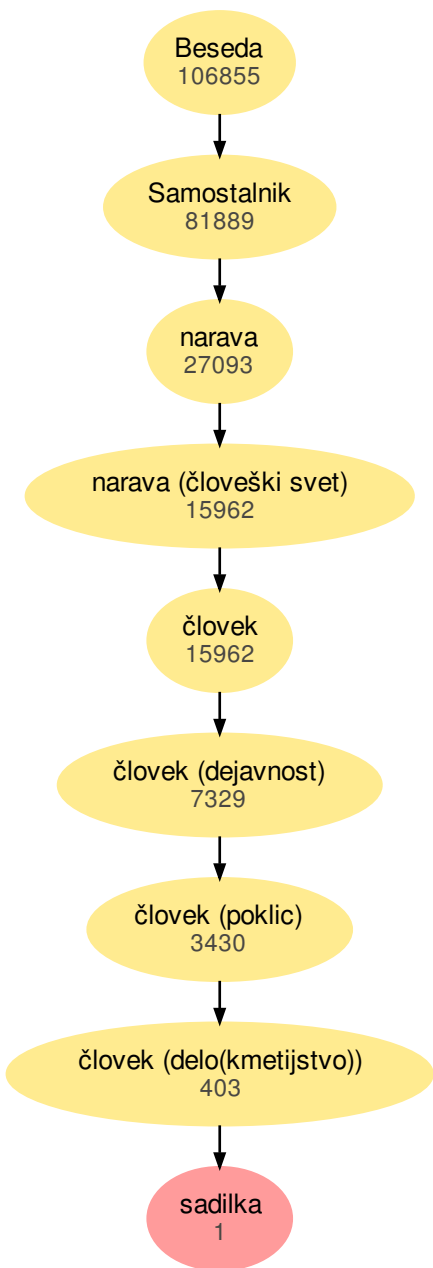 Beseda
106855
Samostalnik
81889
narava
27093
narava (človeški svet)
15962
človek
15962
človek (dejavnost)
7329
človek (poklic)
3430
človek (delo(kmetijstvo))
403
sadilka
1